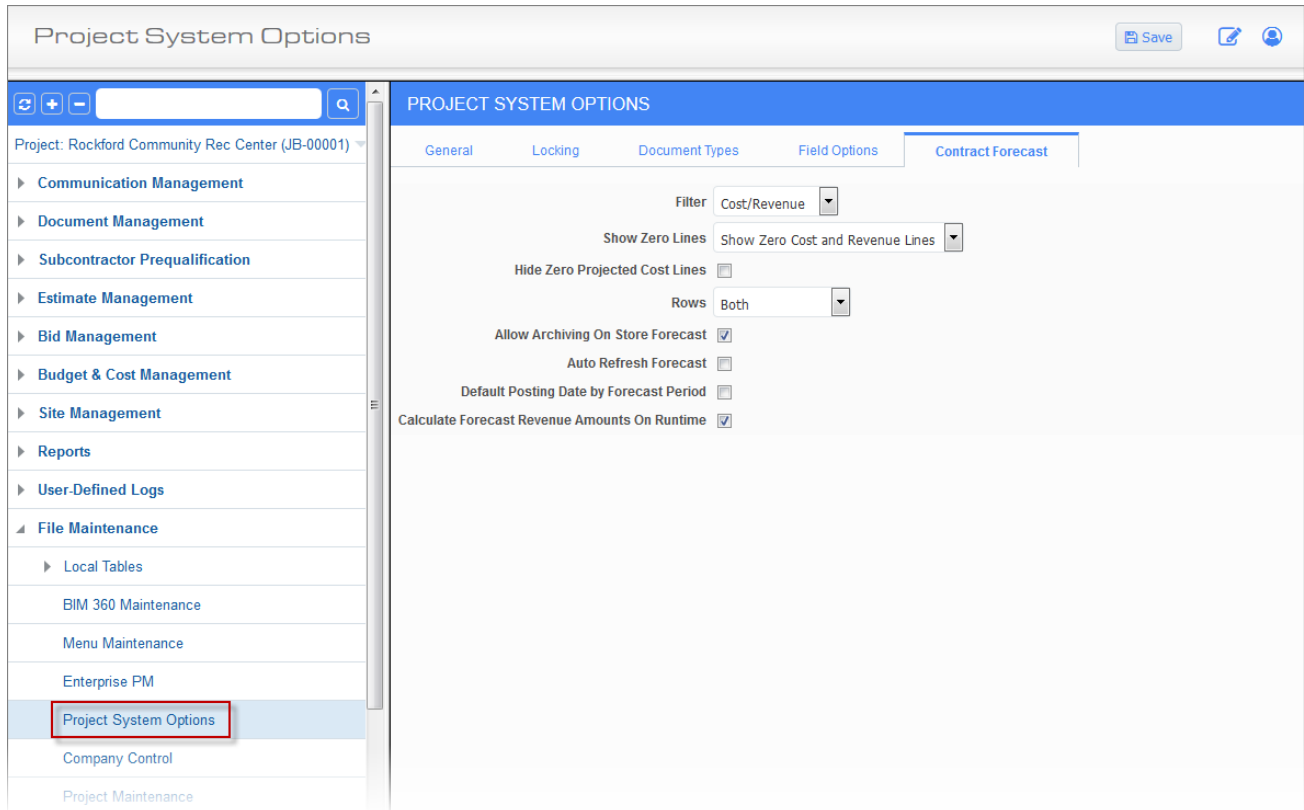 Project System Options
Save
Project: Rockford Community Rec Center (JB-00001)
Communication Management
Document Management
Subcontractor Prequalification
Estimate Management
Bid Management
Budget & Cost Management
Site Management
Reports
User-Defined Logs
File Maintenance
Local Tables
BIM 360 Maintenance
Menu Maintenance
Enterprise PM
Project System Options
Company Control
Project Maintenance
PROJECT SYSTEM OPTIONS
General Locking Document Types Field Options Contract Forecast
Filter Cost/Revenue
Show Zero Lines Show Zero Cost and Revenue Lines
Hide Zero Projected Cost Lines
Rows Both
Allow Archiving On Store Forecast
Auto Refresh Forecast
Default Posting Date by Forecast Period
Calculate Forecast Revenue Amounts On Runtime